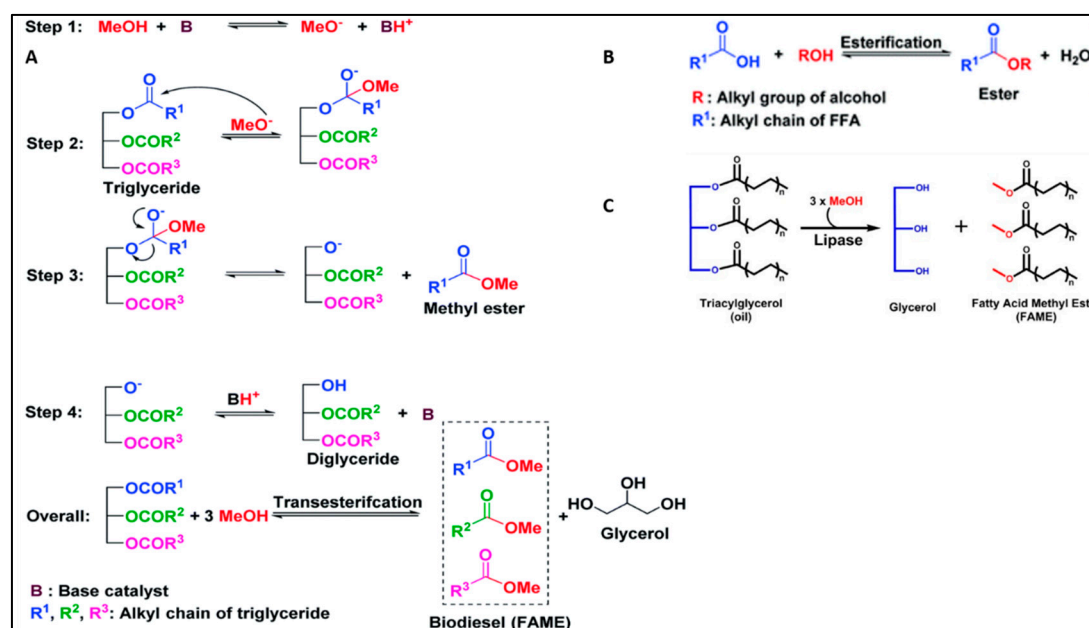 Step 1: MeOH + B ⇌ MeO⁻ + BH⁺
A
O
O R¹
OCOR²
OCOR³
Triglyceride
Step 2:
MeO⁻
O⁻
OMe
O R¹
OCOR²
OCOR³
O⁻
OMe
O R¹
OCOR²
OCOR³
Step 3:
O⁻
OCOR²
OCOR³
+
O
R¹ OMe
Methyl ester
Step 4:
O⁻
OCOR²
OCOR³
BH⁺
OH
OCOR²
OCOR³
Diglyceride
+ B
Overall:
OCOR¹
OCOR²
OCOR³
+ 3 MeOH
Transesterifcation
O
R¹ OMe
O
R² OMe
O
R³ OMe
Biodiesel (FAME)
+
OH
HO OH
Glycerol
B : Base catalyst
R¹, R², R³: Alkyl chain of triglyceride
B
O
R¹ OH
+ ROH
Esterification
O
R¹ OR
Ester
+ H₂O
R : Alkyl group of alcohol
R¹: Alkyl chain of FFA
C
O
O n
O
O n
O
O n
Triacylglycerol
(oil)
3 x MeOH
Lipase
OH
OH
OH
Glycerol
+
O
O n
O
O n
O
O n
Fatty Acid Methyl Est
(FAME)